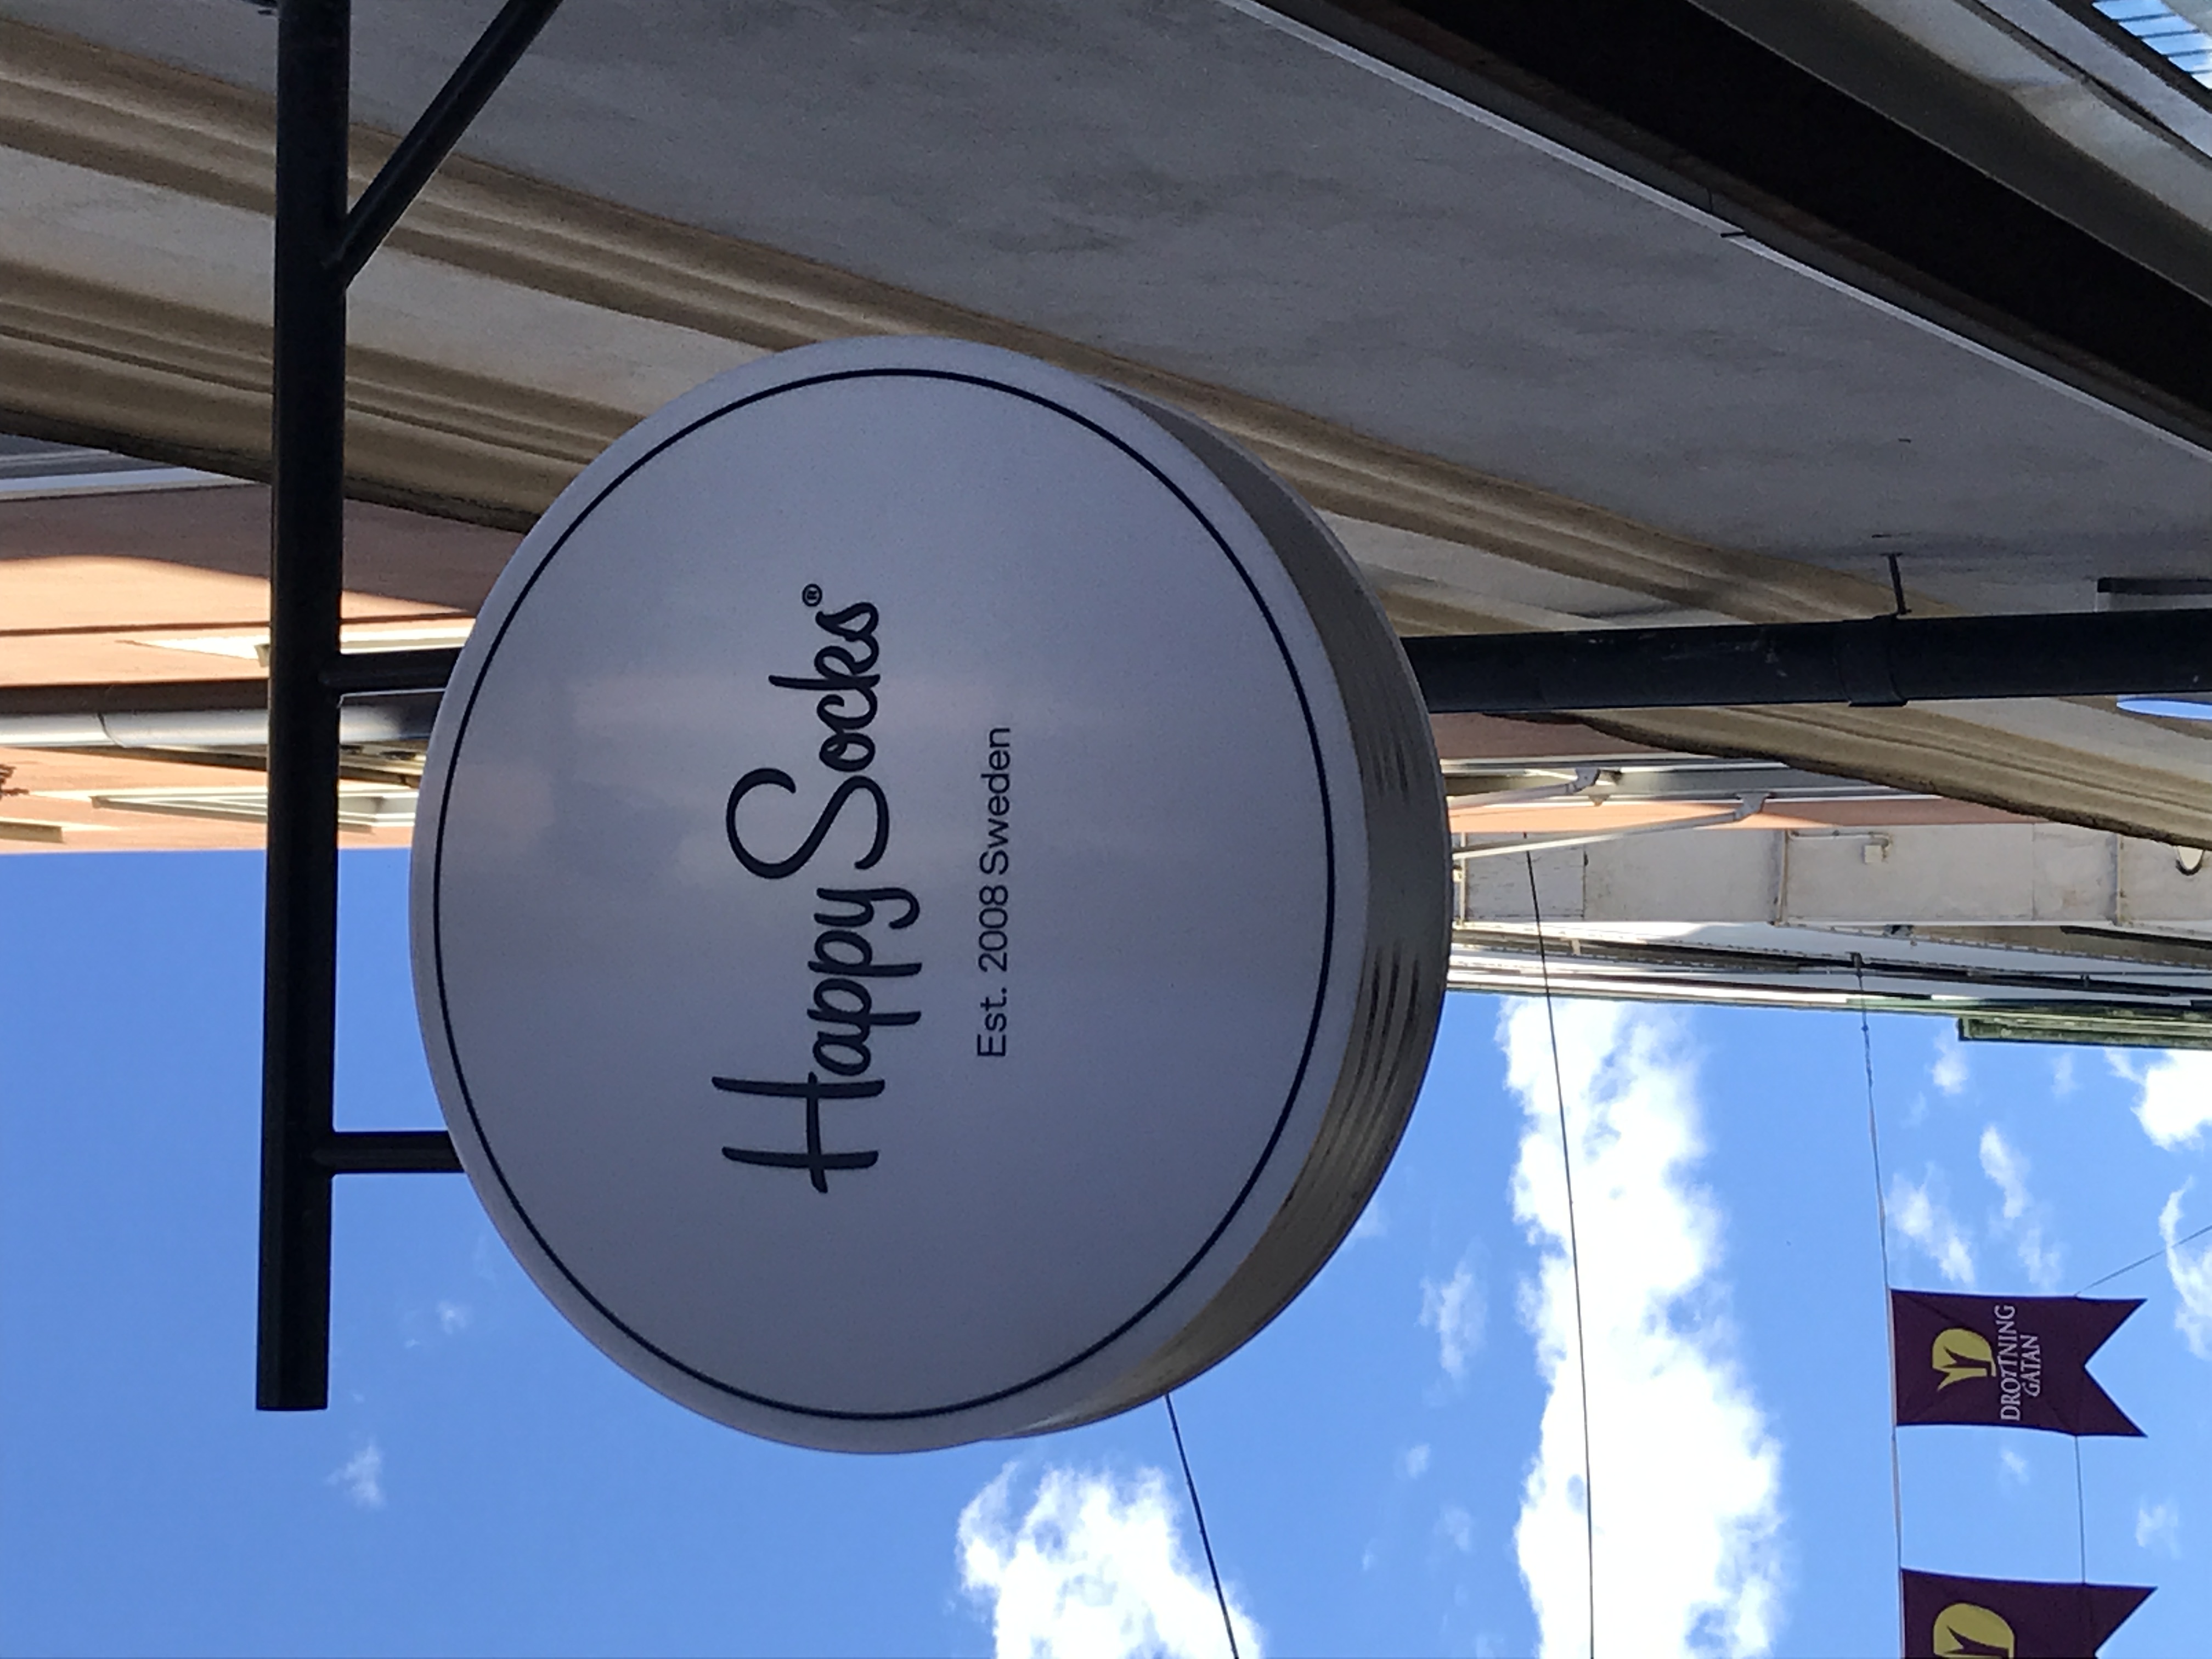 Happy Socks®
Est. 2008 Sweden
DROTTNING
GATAN